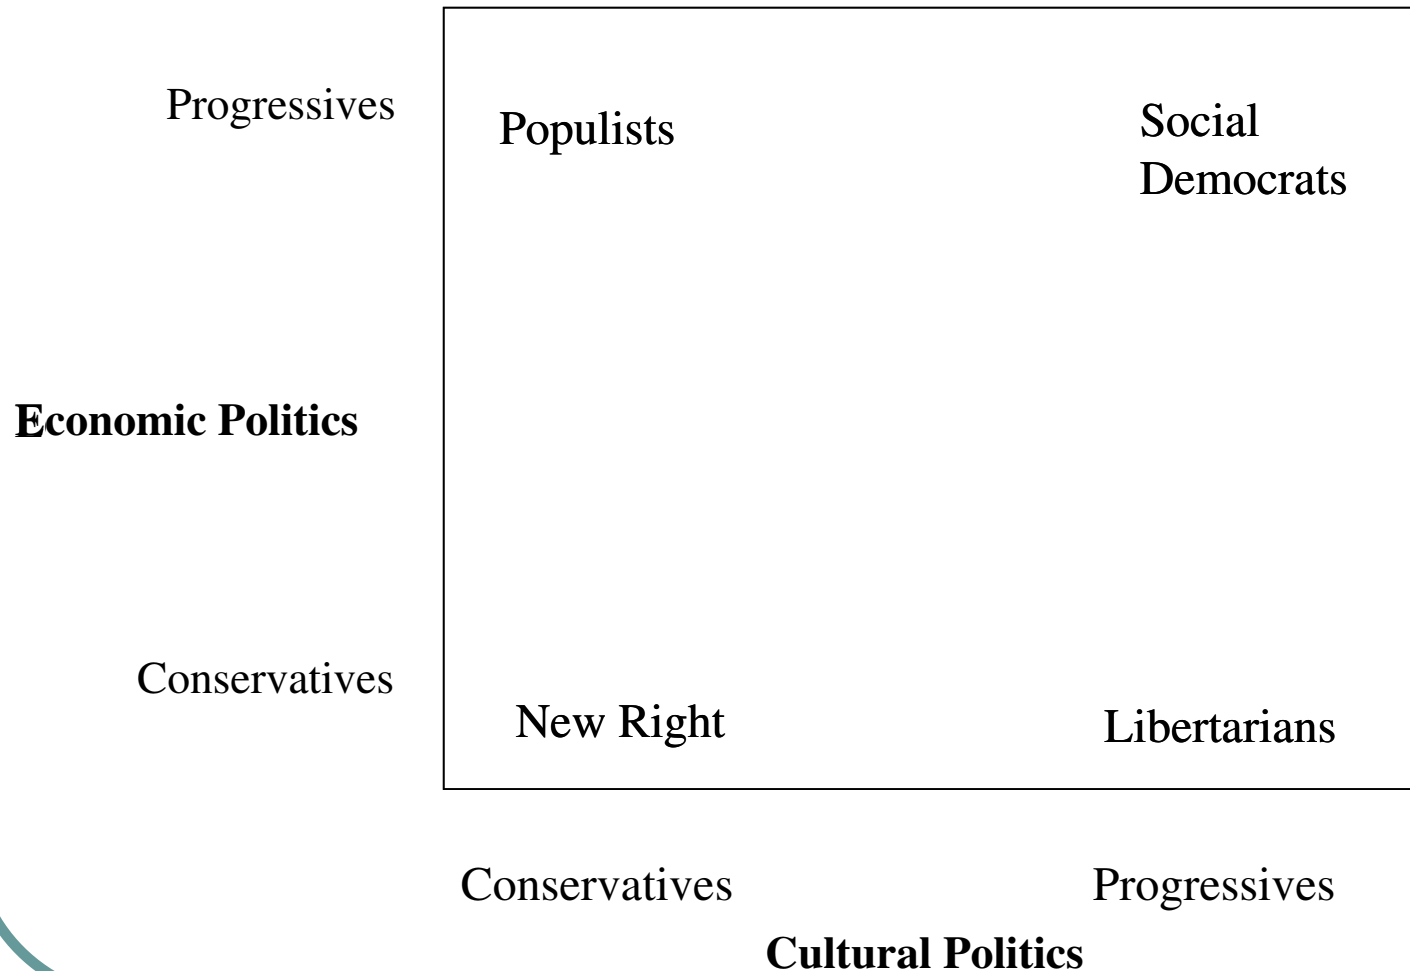 Progressives
Populists
Social
Democrats
Economic Politics
Conservatives
New Right
Libertarians
Conservatives
Progressives
Cultural Politics